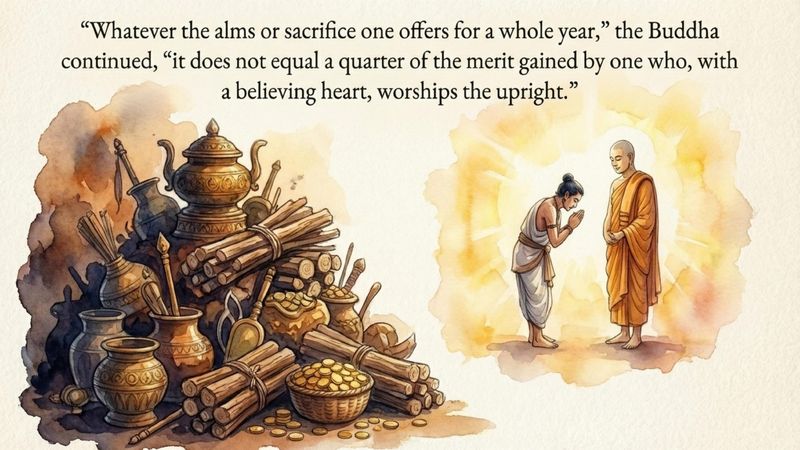 “Whatever the alms or sacrifice one offers for a whole year,” the Buddha
continued, “it does not equal a quarter of the merit gained by one who, with
a believing heart, worships the upright.”